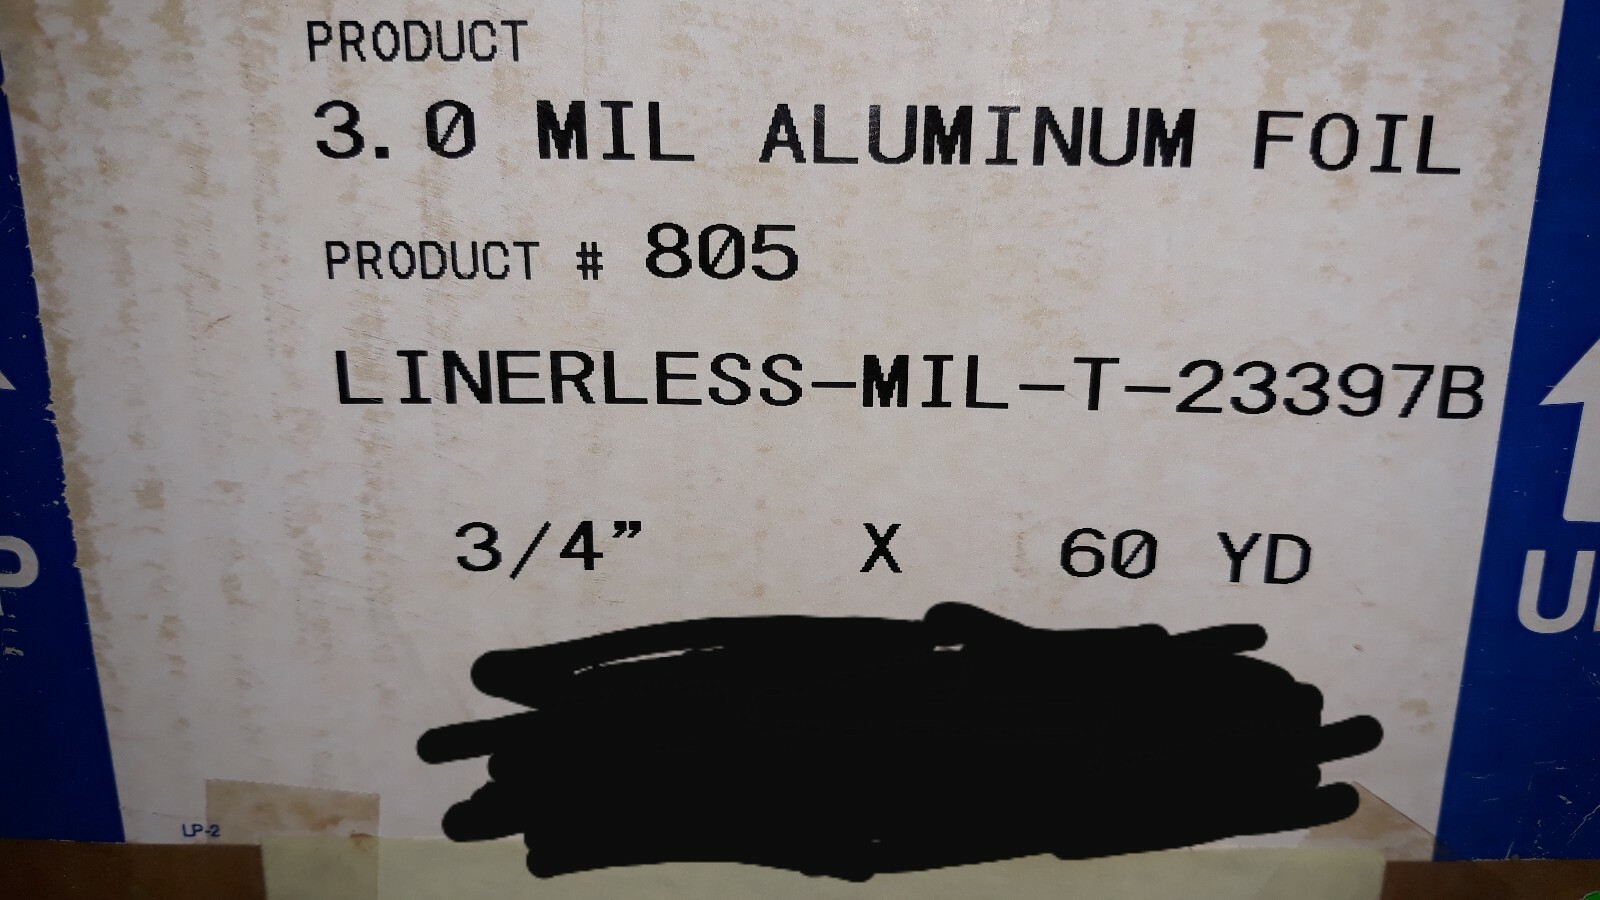 PRODUCT
3.0 MIL ALUMINUM FOIL
PRODUCT # 805
LINERLESS-MIL-T-23397B
3/4” X 60 YD
LP-2